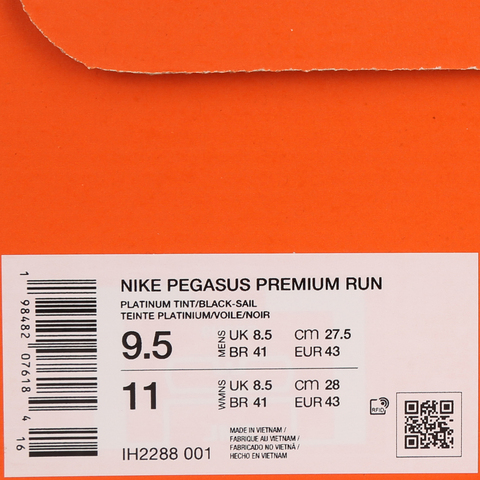 NIKE PEGASUS PREMIUM RUN
PLATINUM TINT/BLACK-SAIL
TEINTE PLATINIUM/VOILE/NOIR
9.5 MENS UK 8.5 cm 27.5
BR 41 EUR 43
11 WMNS UK 8.5 cm 28
BR 41 EUR 43
RFID
IH2288 001
MADE IN VIETNAM /
FABRIQUE AU VIETNAM /
FABRICADO NO VIETNÃ /
HECHO EN VIETNAM
1 98482 07618 4 16